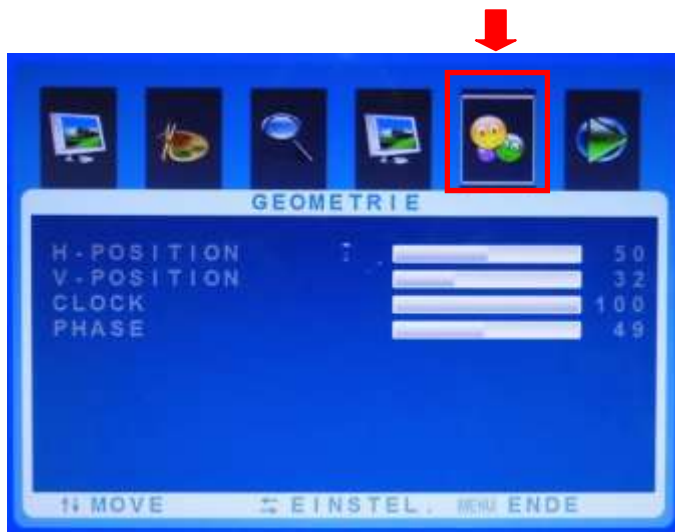 GEOMETRIE
H-POSITION 50
V-POSITION 32
CLOCK 100
PHASE 49
MOVE EINSTEL. MENU ENDE